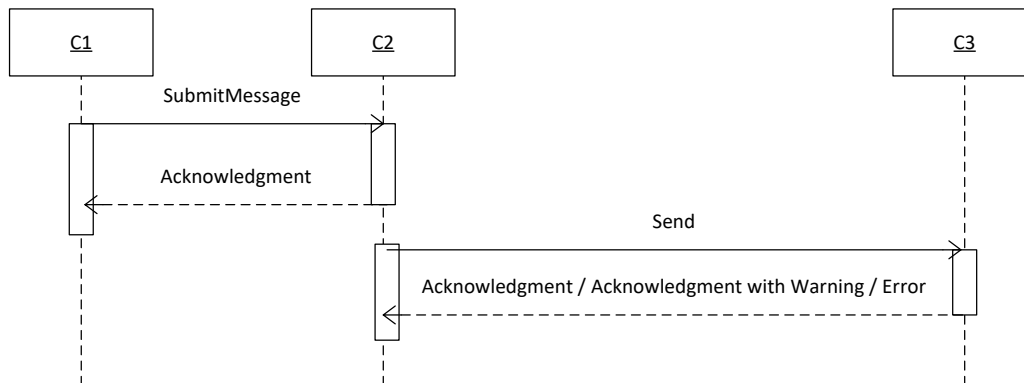 C1
C2
C3
SubmitMessage
Acknowledgment
Send
Acknowledgment / Acknowledgment with Warning / Error